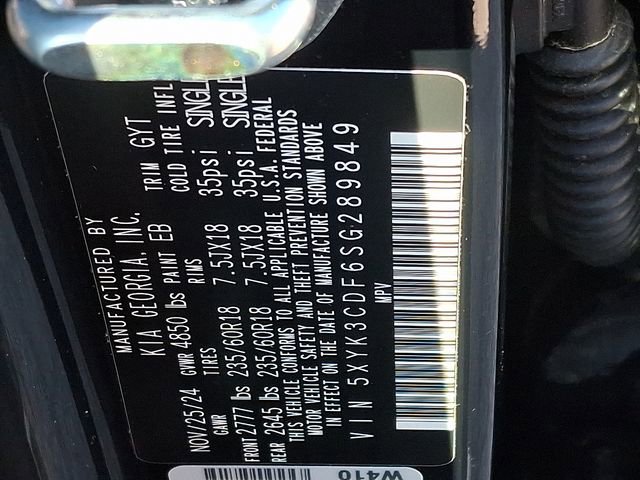 MANUFACTURED BY
KIA GEORGIA, INC.
NOV/25/24 GVWR 4850 lbs PAINT EB TRIM GYT
GAWR TIRES RIMS COLD TIRE INFL
FRONT 2777 lbs 235/60R18 7.5JX18 35psi SINGLE
REAR 2645 lbs 235/60R18 7.5JX18 35psi SINGLE
THIS VEHICLE CONFORMS TO ALL APPLICABLE U.S.A. FEDERAL
MOTOR VEHICLE SAFETY AND THEFT PREVENTION STANDARDS
IN EFFECT ON THE DATE OF MANUFACTURE SHOWN ABOVE
VIN 5XYK3CDF6SG289849
MPV
W416